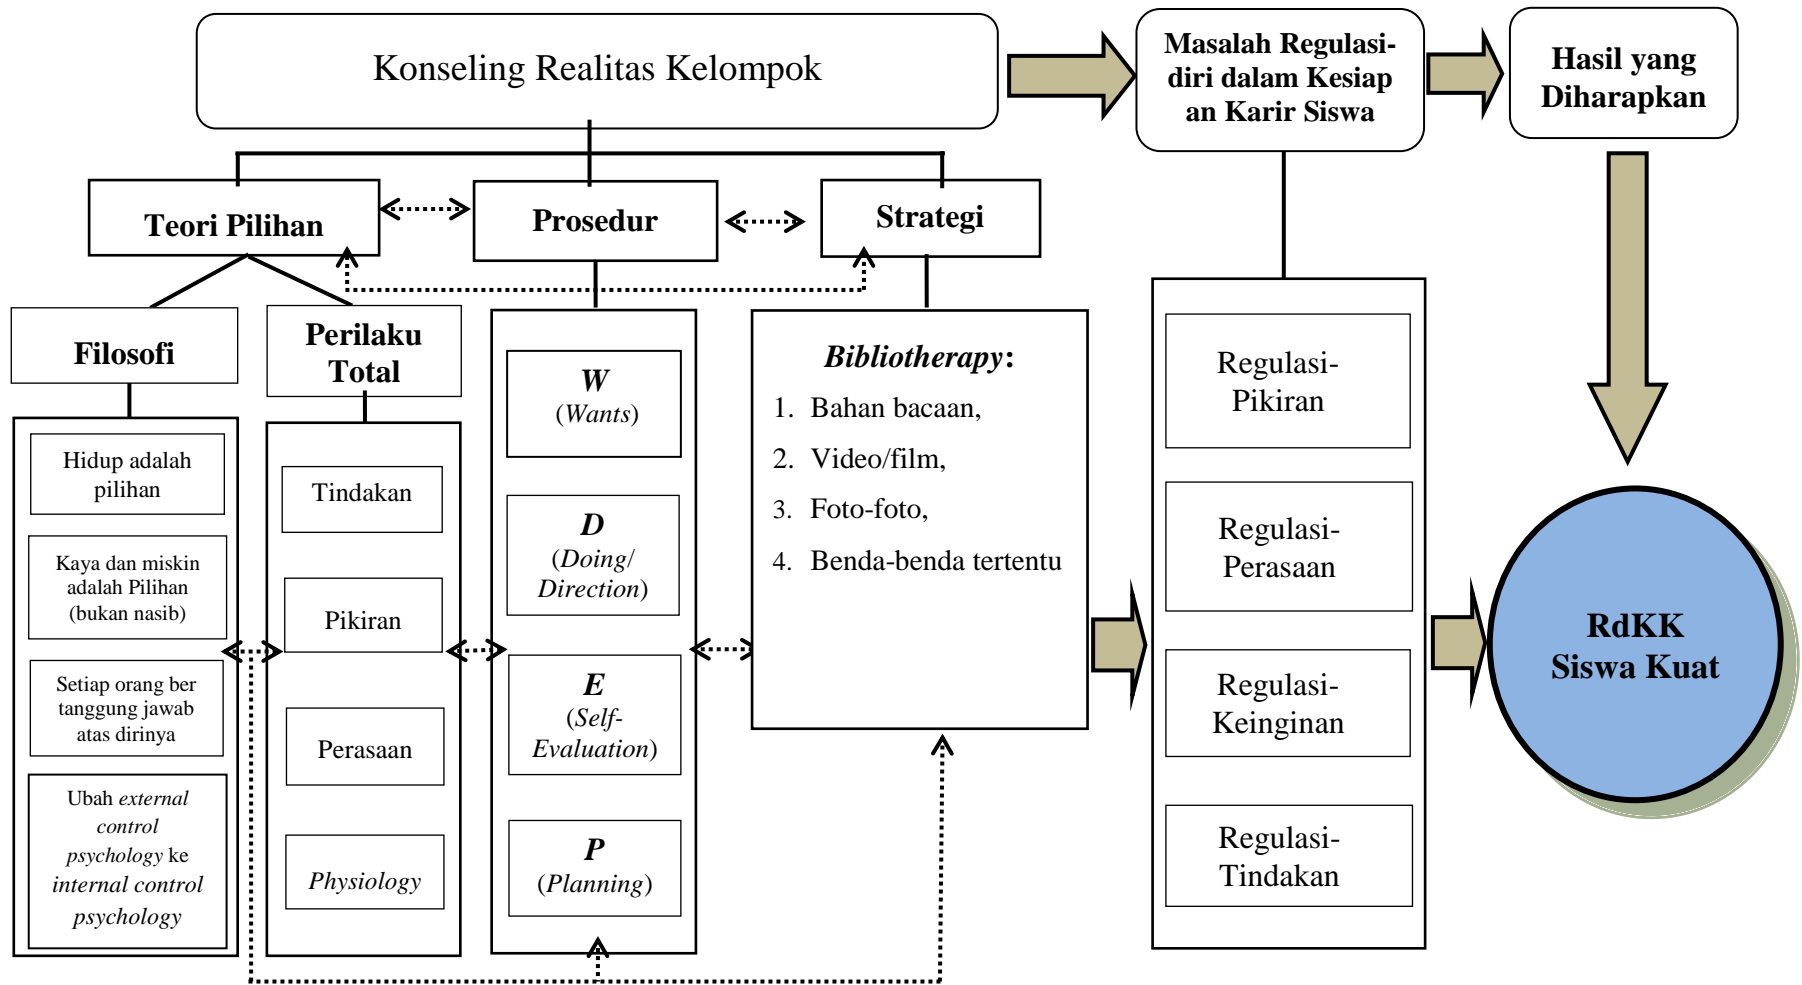 Konseling Realitas Kelompok
Masalah Regulasi-
diri dalam Kesiap
an Karir Siswa
Hasil yang
Diharapkan
Teori Pilihan
Prosedur
Strategi
Filosofi
Perilaku
Total
Hidup adalah
pilihan
Kaya dan miskin
adalah Pilihan
(bukan nasib)
Setiap orang ber
tanggung jawab
atas dirinya
Ubah external
control
psychology ke
internal control
psychology
Tindakan
Pikiran
Perasaan
Physiology
W
(Wants)
D
(Doing/
Direction)
E
(Self-
Evaluation)
P
(Planning)
Bibliotherapy:
1. Bahan bacaan,
2. Video/film,
3. Foto-foto,
4. Benda-benda tertentu
Regulasi-
Pikiran
Regulasi-
Perasaan
Regulasi-
Keinginan
Regulasi-
Tindakan
RdKK
Siswa Kuat